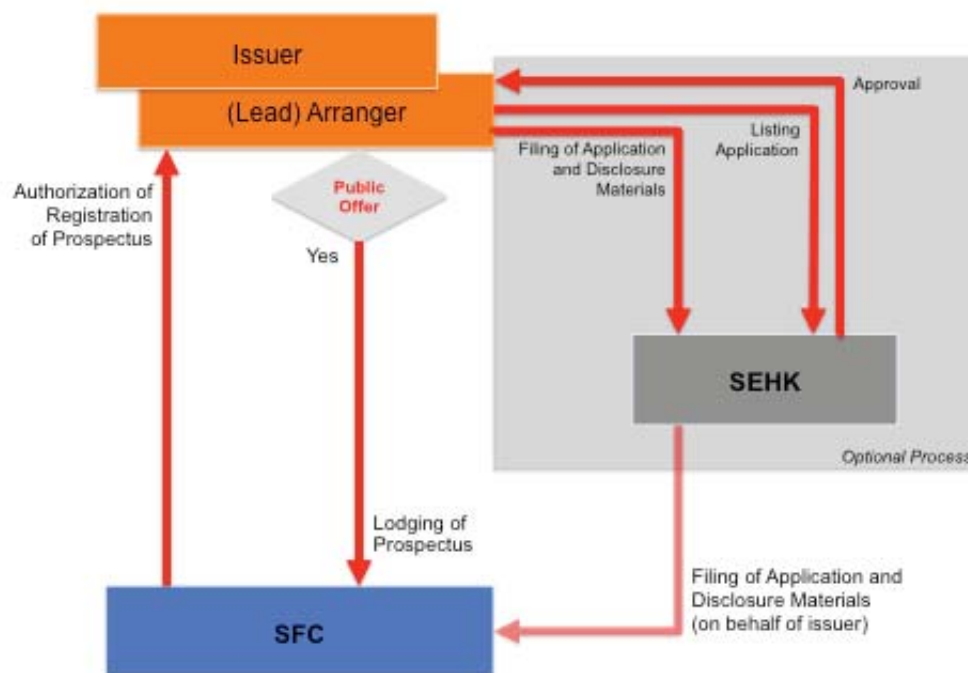 Issuer
(Lead) Arranger
Approval
Listing
Application
Filing of Application
and Disclosure
Materials
Authorization of
Registration
of Prospectus
Public
Offer
Yes
SEHK
Optional Process
Lodging of
Prospectus
Filing of Application and
Disclosure Materials
(on behalf of issuer)
SFC